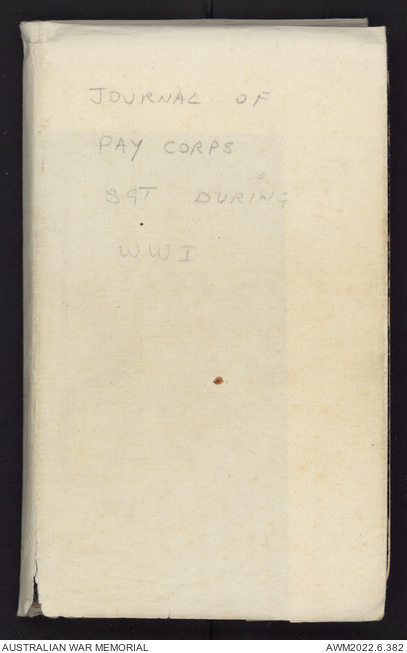 JOURNAL OF
PAY CORPS
SGT DURING
WWI
AUSTRALIAN WAR MEMORIAL
AWM2022.6.382